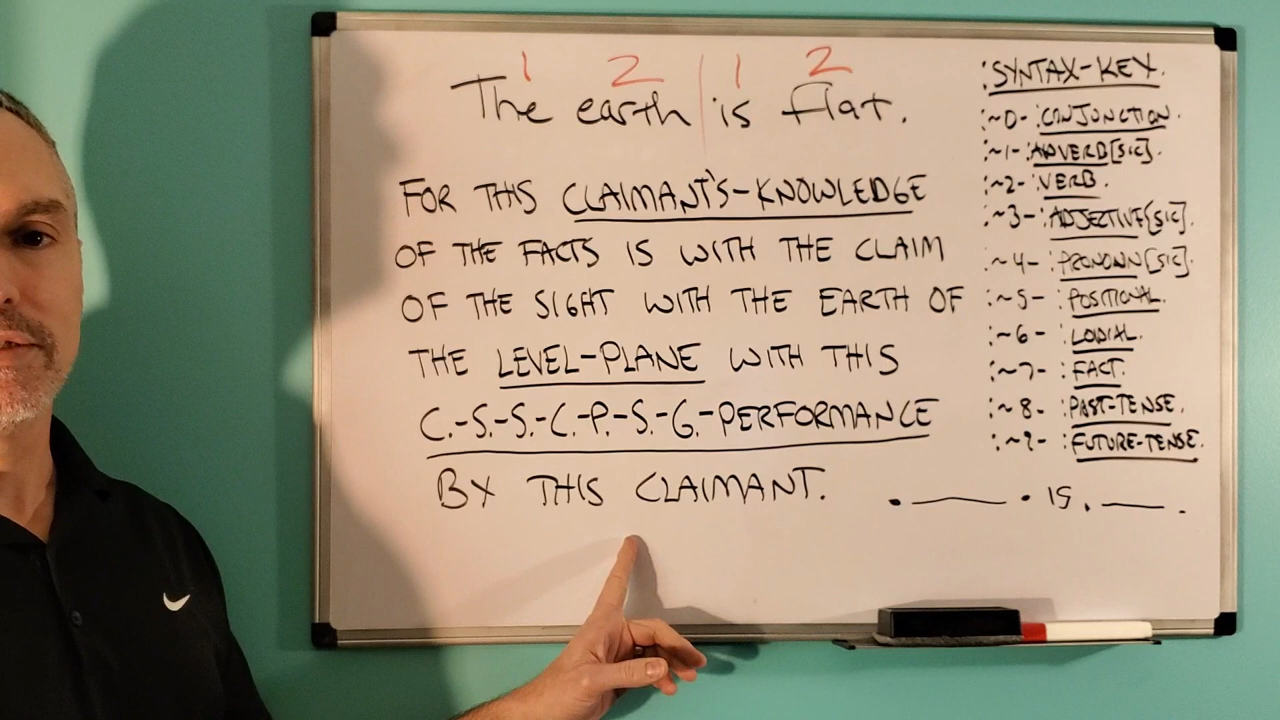 1 2 | 1 2
The earth is flat.
FOR THIS CLAIMANT'S-KNOWLEDGE
OF THE FACTS IS WITH THE CLAIM
OF THE SIGHT WITH THE EARTH OF
THE LEVEL-PLANE WITH THIS
C.-S.-S.-C.-P.-S.-G.-PERFORMANCE
BY THIS CLAIMANT.
:SYNTAX-KEY.
:~0- :CONJUNCTION.
:~1- :ADVERB[SIC].
:~2- :VERB.
:~3- :ADJECTIVE[SIC].
:~4- :PRONOUN[SIC].
:~5- :POSITIONAL.
:~6- :LODIAL.
:~7- :FACT.
:~8- :PAST-TENSE.
:~9- :FUTURE-TENSE.
. ____ . IS . ____ .